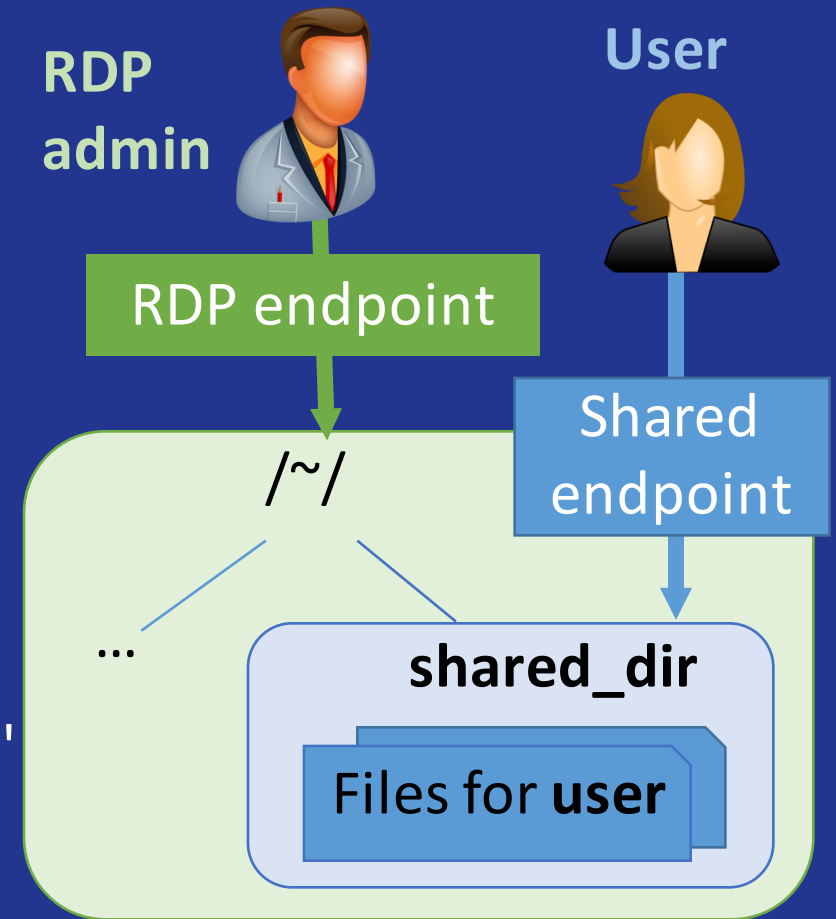 RDP
admin
User
RDP endpoint
Shared
endpoint
/~/
...
shared_dir
'
Files for user